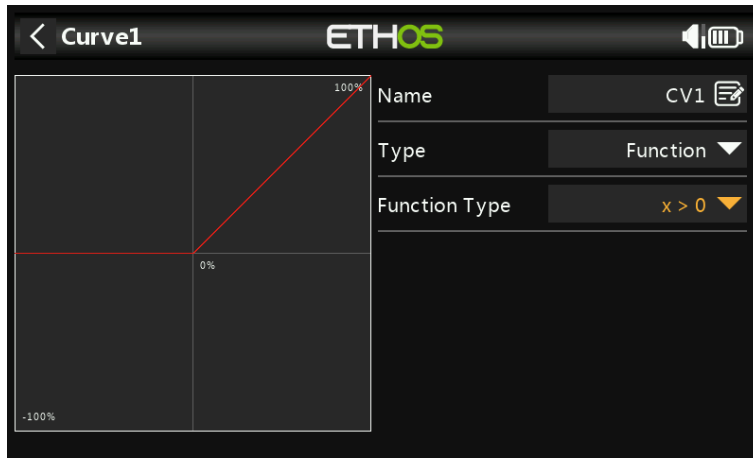 Curve1
ETHOS
100%
0%
-100%
Name
CV1
Type
Function
Function Type
x > 0